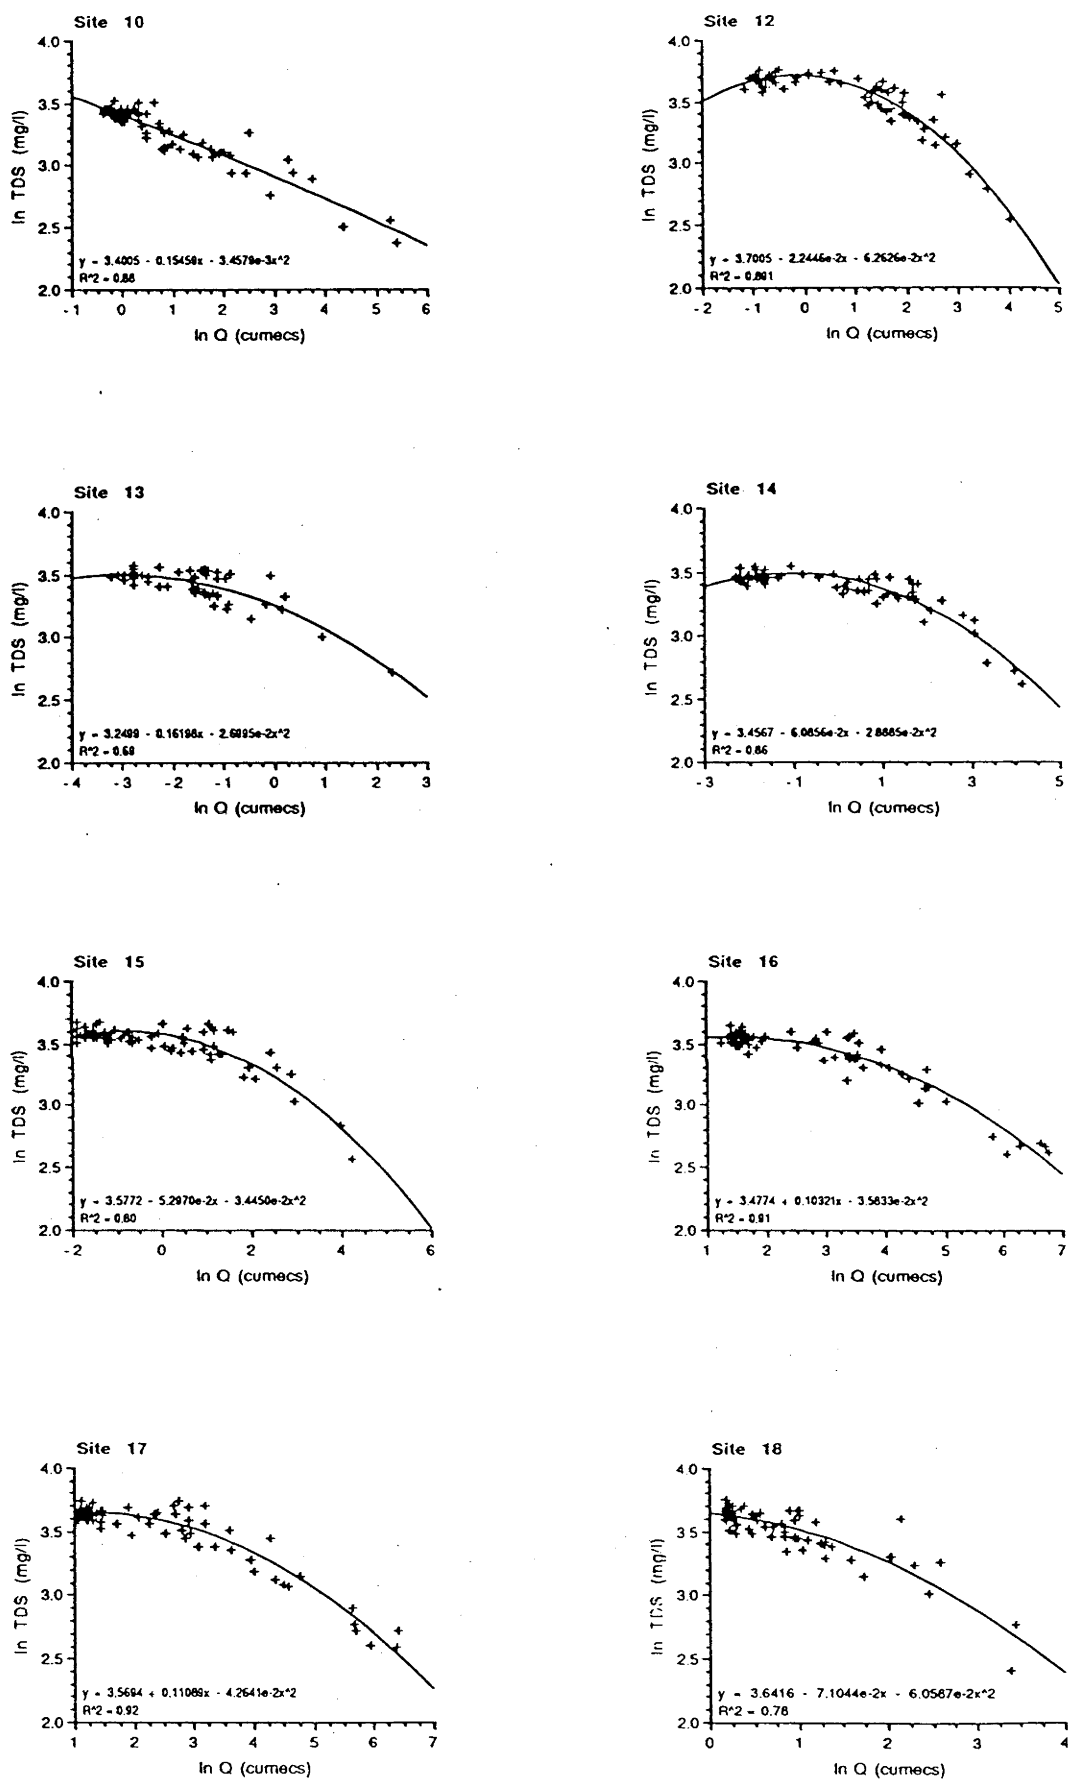 Site 10
4.0
3.5
3.0
2.5
2.0
ln TDS (mg/l)
y = 3.4005 - 0.15459x - 3.4579e-3x^2
R^2 = 0.86
-1 0 1 2 3 4 5 6
ln Q (cumecs)
Site 12
4.0
3.5
3.0
2.5
2.0
ln TDS (mg/l)
y = 3.7005 - 2.2446e-2x - 6.2626e-2x^2
R^2 = 0.891
-2 -1 0 1 2 3 4 5
ln Q (cumecs)
Site 13
4.0
3.5
3.0
2.5
2.0
ln TDS (mg/l)
y = 3.2499 - 0.16198x - 2.6995e-2x^2
R^2 = 0.69
-4 -3 -2 -1 0 1 2 3
ln Q (cumecs)
Site 14
4.0
3.5
3.0
2.5
2.0
ln TDS (mg/l)
y = 3.4567 - 6.0856e-2x - 2.8885e-2x^2
R^2 = 0.86
-3 -1 1 3 5
ln Q (cumecs)
Site 15
4.0
3.5
3.0
2.5
2.0
ln TDS (mg/l)
y = 3.5772 - 5.2970e-2x - 3.4450e-2x^2
R^2 = 0.80
-2 0 2 4 6
ln Q (cumecs)
Site 16
4.0
3.5
3.0
2.5
2.0
ln TDS (mg/l)
y = 3.4774 + 0.10321x - 3.5833e-2x^2
R^2 = 0.91
1 2 3 4 5 6 7
ln Q (cumecs)
Site 17
4.0
3.5
3.0
2.5
2.0
ln TDS (mg/l)
y = 3.5694 + 0.11089x - 4.2641e-2x^2
R^2 = 0.92
1 2 3 4 5 6 7
ln Q (cumecs)
Site 18
4.0
3.5
3.0
2.5
2.0
ln TDS (mg/l)
y = 3.6416 - 7.1044e-2x - 6.0587e-2x^2
R^2 = 0.78
0 1 2 3 4
ln Q (cumecs)